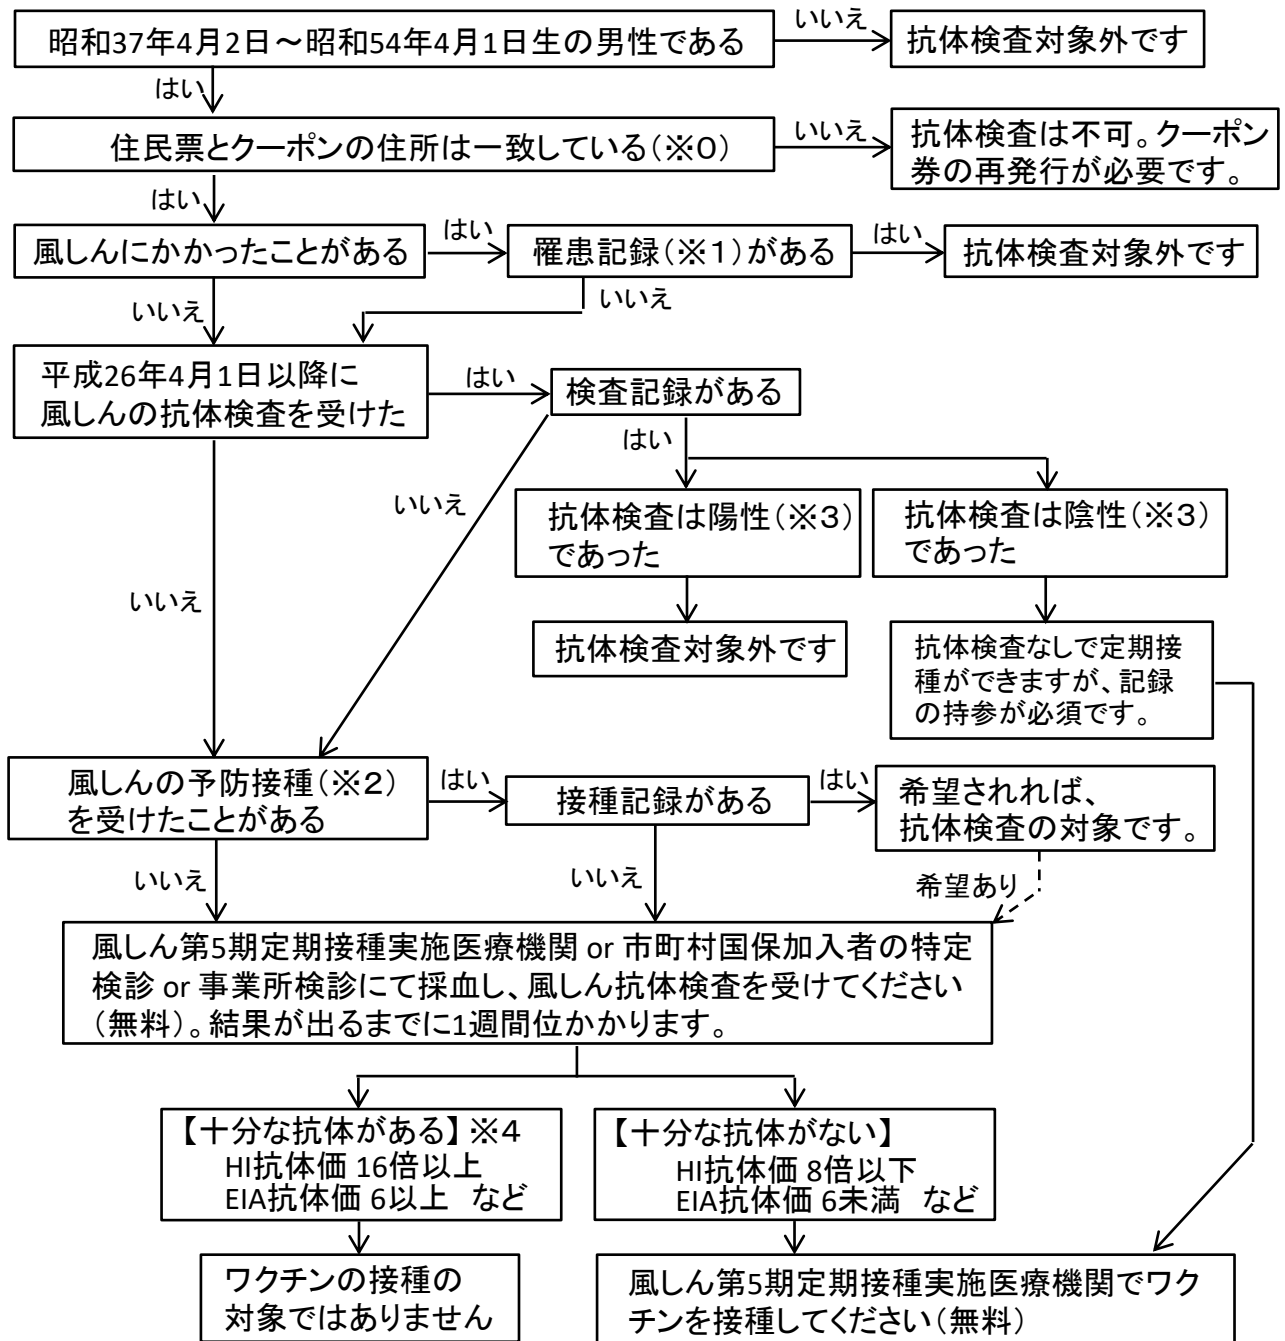 昭和37年4月2日～昭和54年4月1日生の男性である
いいえ
抗体検査対象外です
はい
住民票とクーポンの住所は一致している(※0)
いいえ
抗体検査は不可。クーポン
券の再発行が必要です。
はい
風しんにかかったことがある
はい
罹患記録(※1)がある
はい
抗体検査対象外です
いいえ
いいえ
平成26年4月1日以降に
風しんの抗体検査を受けた
はい
検査記録がある
はい
いいえ
抗体検査は陽性(※3)
であった
抗体検査は陰性(※3)
であった
いいえ
抗体検査対象外です
抗体検査なしで定期接
種ができますが、記録
の持参が必須です。
風しんの予防接種(※2)
を受けたことがある
はい
接種記録がある
はい
希望されれば、
抗体検査の対象です。
いいえ
いいえ
希望あり
風しん第5期定期接種実施医療機関 or 市町村国保加入者の特定
検診 or 事業所検診にて採血し、風しん抗体検査を受けてください
(無料)。結果が出るまでに1週間位かかります。
【十分な抗体がある】※4
HI抗体価 16倍以上
EIA抗体価 6以上 など
【十分な抗体がない】
HI抗体価 8倍以下
EIA抗体価 6未満 など
ワクチンの接種の
対象ではありません
風しん第5期定期接種実施医療機関でワク
チンを接種してください(無料)